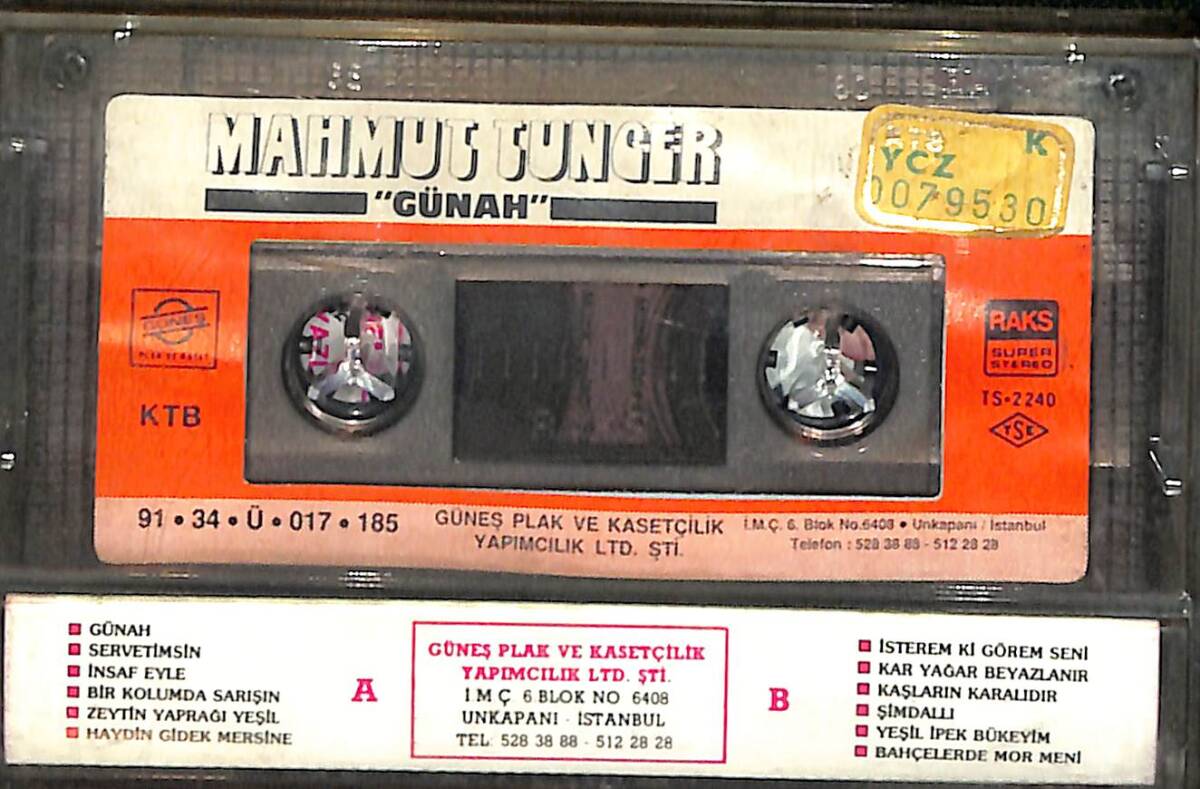 MAHMUT TUNCER
"GÜNAH"
K
YCZ
0079530
GÜNEŞ
KTB
RAKS
SUPER
STEREO
TS-2240
TSE
91 • 34 • Ü • 017 • 185
GÜNEŞ PLAK VE KASETÇİLİK
YAPIMCILIK LTD. ŞTİ.
İ.M.Ç. 6. Blok No.6408 • Unkapanı / İstanbul
Telefon : 528 38 88 - 512 28 28
GÜNAH
SERVETİMSİN
İNSAF EYLE
BİR KOLUMDA SARIŞIN
ZEYTİN YAPRAĞI YEŞİL
HAYDİN GİDEK MERSİNE
A
GÜNEŞ PLAK VE KASETÇİLİK
YAPIMCILIK LTD. ŞTİ.
İ M Ç 6 BLOK NO 6408
UNKAPANI - İSTANBUL
TEL: 528 38 88 - 512 28 28
B
İSTEREM Kİ GÖREM SENİ
KAR YAĞAR BEYAZLANIR
KAŞLARIN KARALIDIR
ŞİMDALLI
YEŞİL İPEK BÜKEYİM
BAHÇELERDE MOR MENİ